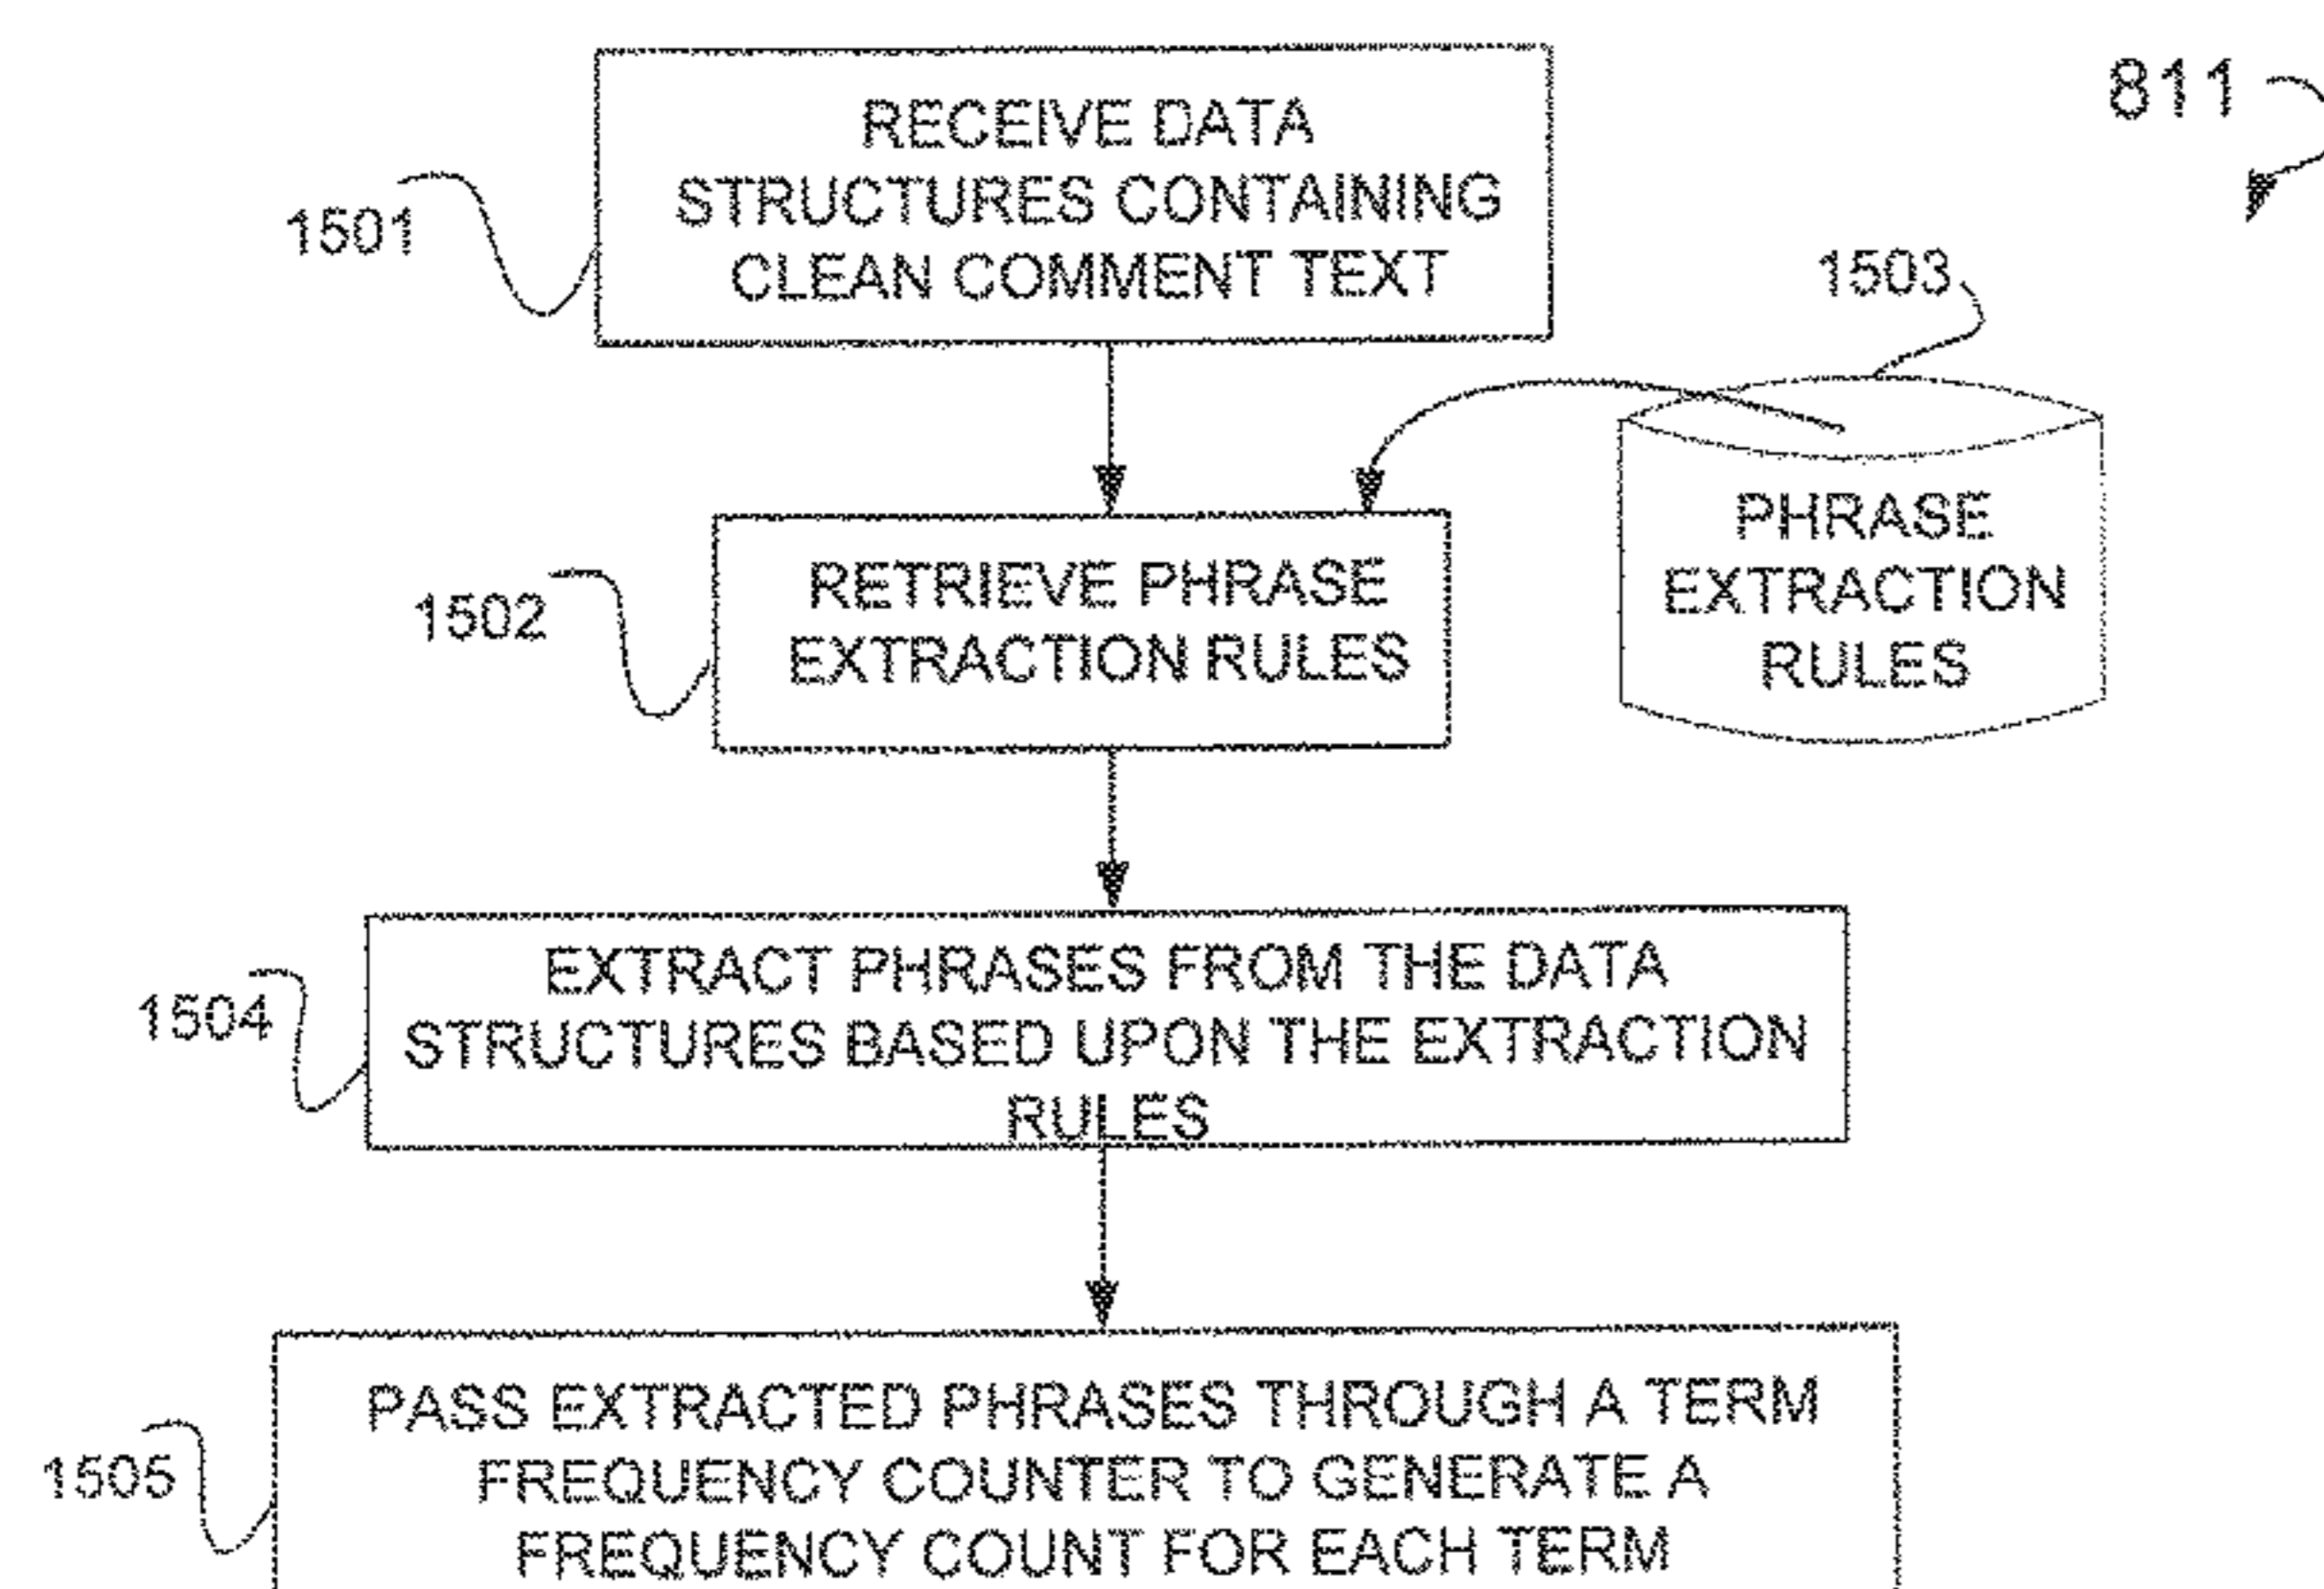 811
RECEIVE DATA
STRUCTURES CONTAINING
CLEAN COMMENT TEXT
1501
1503
PHRASE
EXTRACTION
RULES
RETRIEVE PHRASE
EXTRACTION RULES
1502
EXTRACT PHRASES FROM THE DATA
STRUCTURES BASED UPON THE EXTRACTION
RULES
1504
PASS EXTRACTED PHRASES THROUGH A TERM
FREQUENCY COUNTER TO GENERATE A
FREQUENCY COUNT FOR EACH TERM
1505